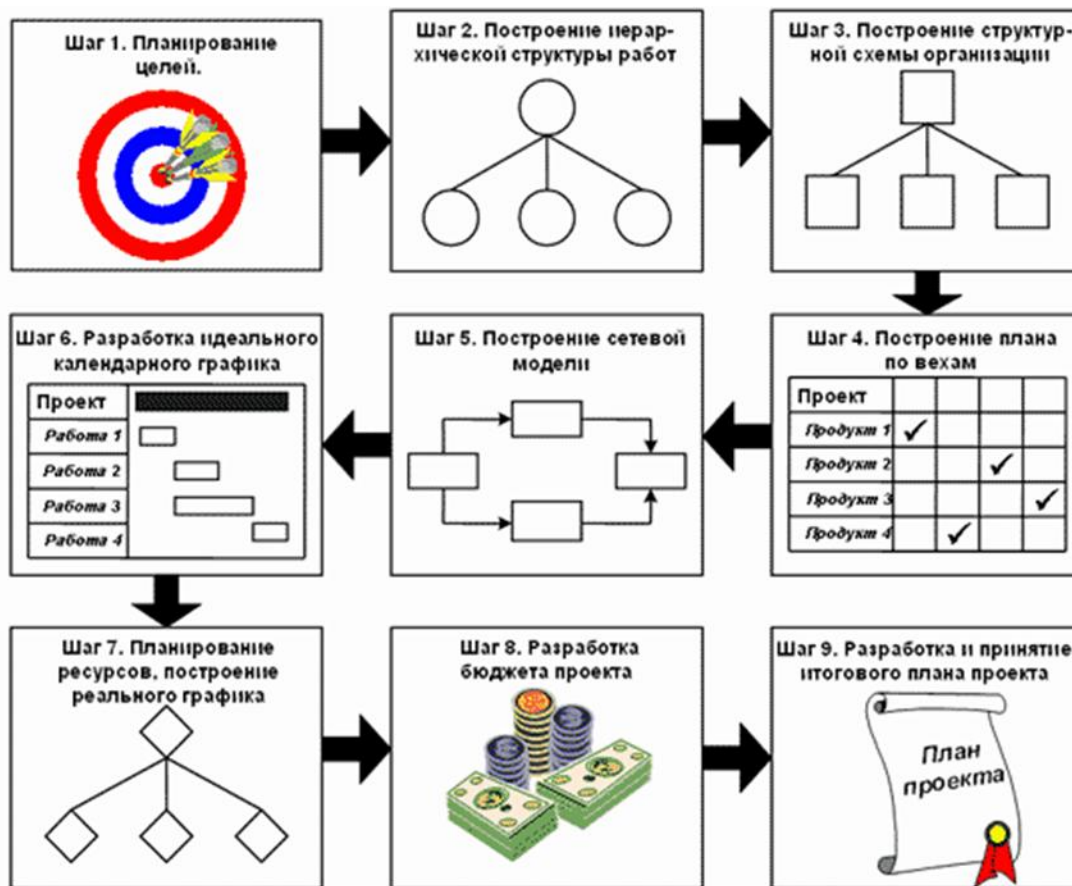 Шаг 1. Планирование
целей.
Шаг 2. Построение иерар-
хической структуры работ
Шаг 3. Построение структур-
ной схемы организации
Шаг 4. Построение плана
по вехам
Проект
Продукт 1
Продукт 2
Продукт 3
Продукт 4
Шаг 5. Построение сетевой
модели
Шаг 6. Разработка идеального
календарного графика
Проект
Работа 1
Работа 2
Работа 3
Работа 4
Шаг 7. Планирование
ресурсов, построение
реального графика
Шаг 8. Разработка
бюджета проекта
Шаг 9. Разработка и принятие
итогового плана проекта
План
проекта